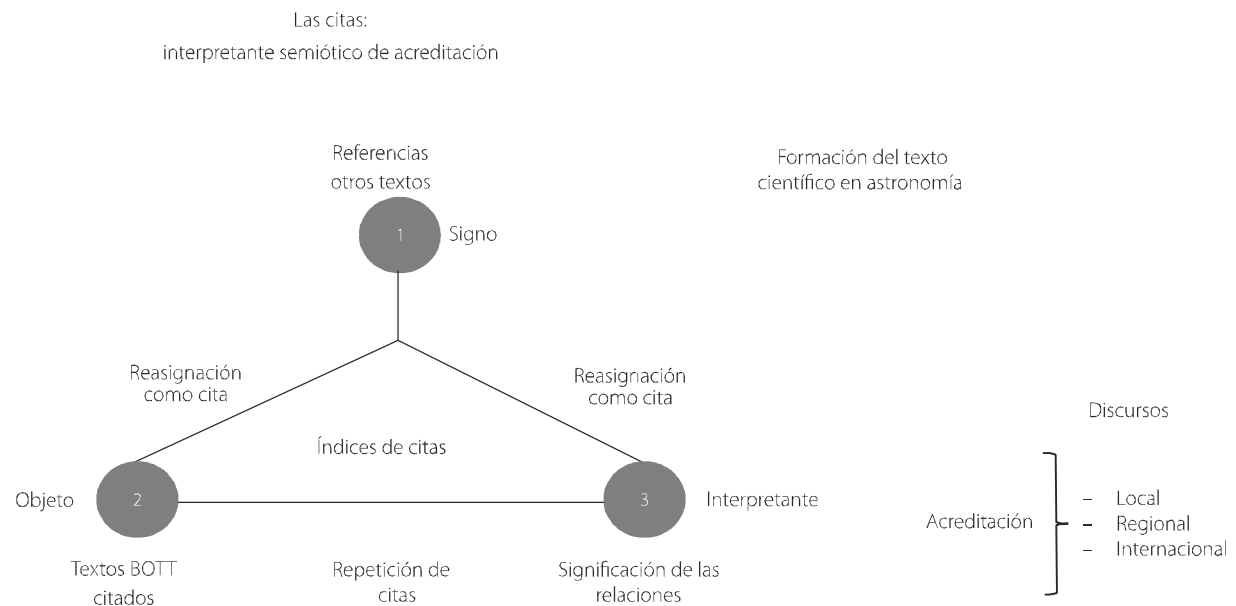 Las citas:
interpretante semiótico de acreditación
Referencias
otros textos
Formación del texto
científico en astronomía
1
Signo
Reasignación
como cita
Reasignación
como cita
Índices de citas
Discursos
Objeto
2
3
Interpretante
Acreditación
– Local
– Regional
– Internacional
Textos BOTT
citados
Repetición de
citas
Significación de las
relaciones